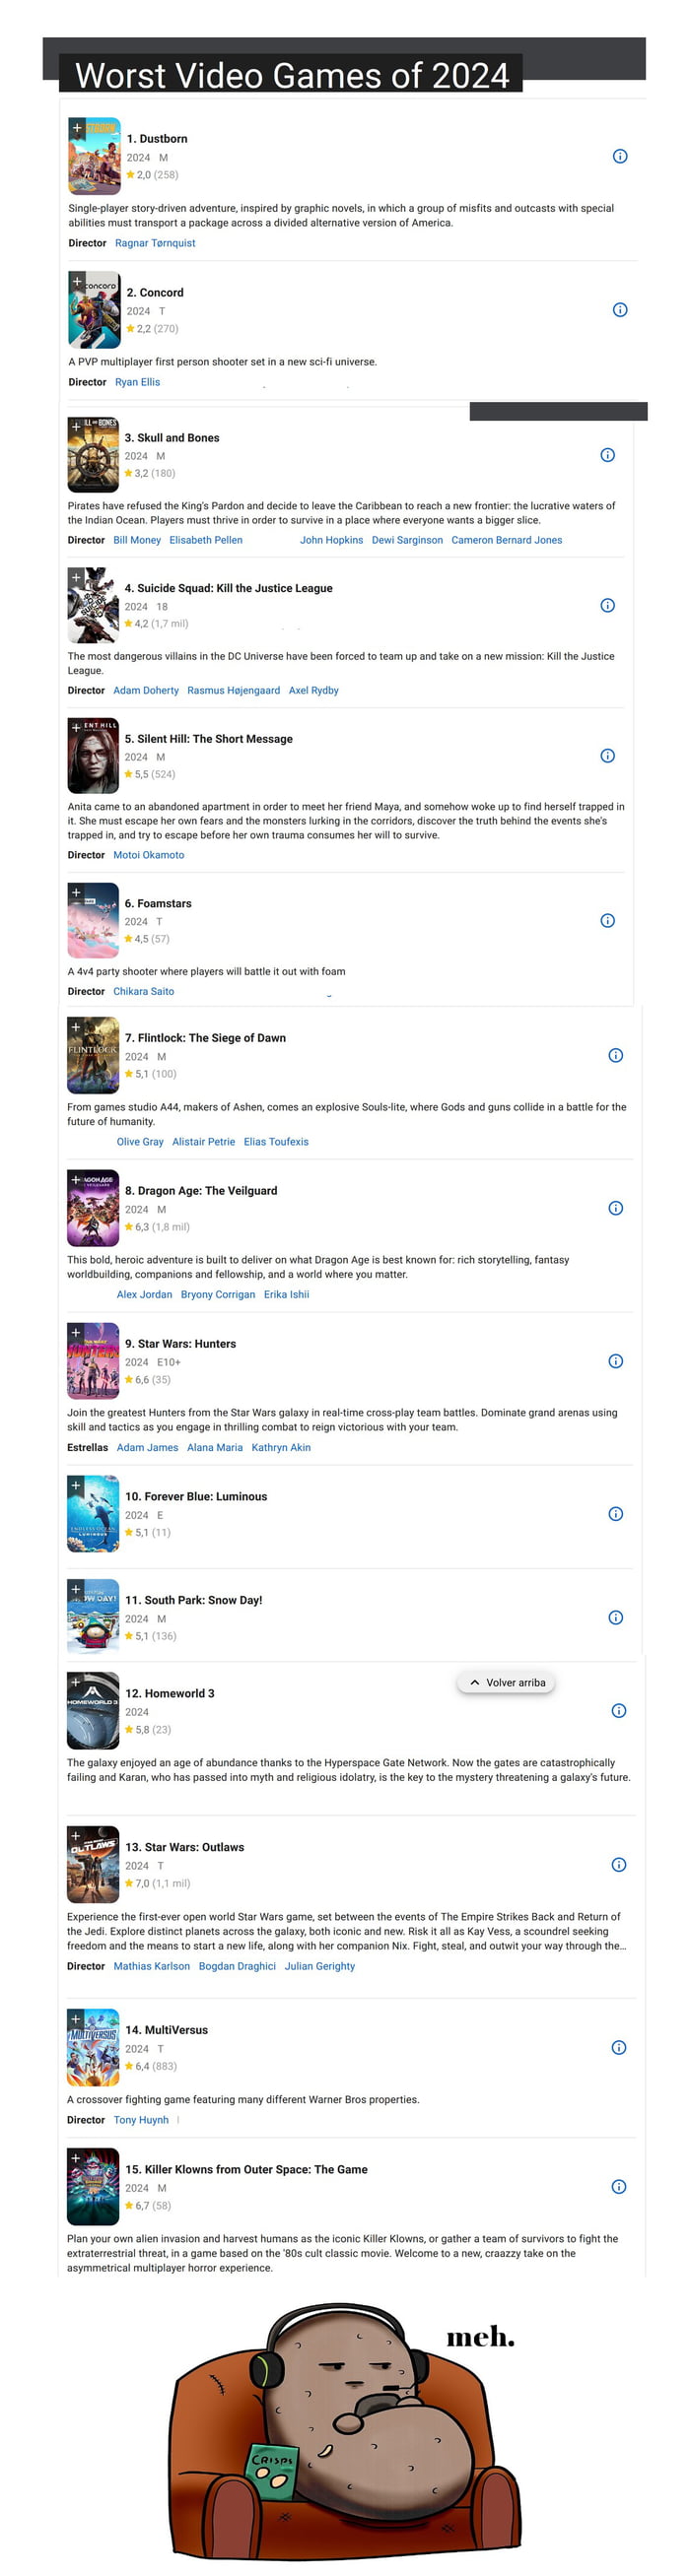 Worst Video Games of 2024
1. Dustborn
2024 M
2,0 (258)
Single-player story-driven adventure, inspired by graphic novels, in which a group of misfits and outcasts with special
abilities must transport a package across a divided alternative version of America.
Director Ragnar Tørnquist
CONCORD
2. Concord
2024 T
2,2 (270)
A PVP multiplayer first person shooter set in a new sci-fi universe.
Director Ryan Ellis
3. Skull and Bones
2024 M
3,2 (180)
Pirates have refused the King's Pardon and decide to leave the Caribbean to reach a new frontier: the lucrative waters of
the Indian Ocean. Players must thrive in order to survive in a place where everyone wants a bigger slice.
Director Bill Money Elisabeth Pellen John Hopkins Dewi Sarginson Cameron Bernard Jones
4. Suicide Squad: Kill the Justice League
2024 18
4,2 (1,7 mil)
The most dangerous villains in the DC Universe have been forced to team up and take on a new mission: Kill the Justice
League.
Director Adam Doherty Rasmus Højengaard Axel Rydby
5. Silent Hill: The Short Message
2024 M
5,5 (524)
Anita came to an abandoned apartment in order to meet her friend Maya, and somehow woke up to find herself trapped in
it. She must escape her own fears and the monsters lurking in the corridors, discover the truth behind the events she's
trapped in, and try to escape before her own trauma consumes her will to survive.
Director Motoi Okamoto
6. Foamstars
2024 T
4,5 (57)
A 4v4 party shooter where players will battle it out with foam
Director Chikara Saito
FLINTLOCK
7. Flintlock: The Siege of Dawn
2024 M
5,1 (100)
From games studio A44, makers of Ashen, comes an explosive Souls-lite, where Gods and guns collide in a battle for the
future of humanity.
Olive Gray Alistair Petrie Elias Toufexis
8. Dragon Age: The Veilguard
2024 M
6,3 (1,8 mil)
This bold, heroic adventure is built to deliver on what Dragon Age is best known for: rich storytelling, fantasy
worldbuilding, companions and fellowship, and a world where you matter.
Alex Jordan Bryony Corrigan Erika Ishii
HUNTERS
9. Star Wars: Hunters
2024 E10+
6,6 (35)
Join the greatest Hunters from the Star Wars galaxy in real-time cross-play team battles. Dominate grand arenas using
skill and tactics as you engage in thrilling combat to reign victorious with your team.
Estrellas Adam James Alana Maria Kathryn Akin
ENDLESS OCEAN
LUMINOUS
10. Forever Blue: Luminous
2024 E
5,1 (11)
11. South Park: Snow Day!
2024 M
5,1 (136)
Volver arriba
HOMEWORLD 3
12. Homeworld 3
2024
5,8 (23)
The galaxy enjoyed an age of abundance thanks to the Hyperspace Gate Network. Now the gates are catastrophically
failing and Karan, who has passed into myth and religious idolatry, is the key to the mystery threatening a galaxy's future.
OUTLAWS
13. Star Wars: Outlaws
2024 T
7,0 (1,1 mil)
Experience the first-ever open world Star Wars game, set between the events of The Empire Strikes Back and Return of
the Jedi. Explore distinct planets across the galaxy, both iconic and new. Risk it all as Kay Vess, a scoundrel seeking
freedom and the means to start a new life, along with her companion Nix. Fight, steal, and outwit your way through the...
Director Mathias Karlson Bogdan Draghici Julian Gerighty
MULTIVERSUS
14. MultiVersus
2024 T
6,4 (883)
A crossover fighting game featuring many different Warner Bros properties.
Director Tony Huynh
15. Killer Klowns from Outer Space: The Game
2024 M
6,7 (58)
Plan your own alien invasion and harvest humans as the iconic Killer Klowns, or gather a team of survivors to fight the
extraterrestrial threat, in a game based on the '80s cult classic movie. Welcome to a new, craazzy take on the
asymmetrical multiplayer horror experience.
meh.
CRISPS